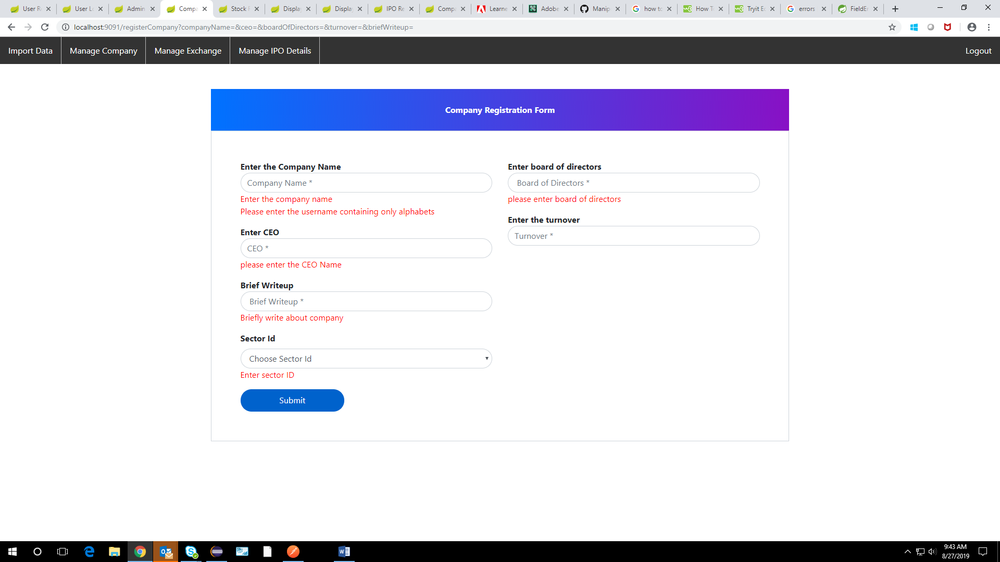 User R
User L
Admin
Compa
Stock
Displa
Displa
IPO Re
Compa
Learne
Adobe
Manip
how to
How T
Tryit E
errors
FieldEr
localhost:9091/registerCompany?companyName=&ceo=&boardOfDirectors=&turnover=&briefWriteup=
Import Data
Manage Company
Manage Exchange
Manage IPO Details
Logout
Company Registration Form
Enter the Company Name
Company Name *
Enter the company name
Please enter the username containing only alphabets
Enter CEO
CEO *
please enter the CEO Name
Brief Writeup
Brief Writeup *
Briefly write about company
Sector Id
Choose Sector Id
Enter sector ID
Submit
Enter board of directors
Board of Directors *
please enter board of directors
Enter the turnover
Turnover *
9:43 AM
8/27/2019